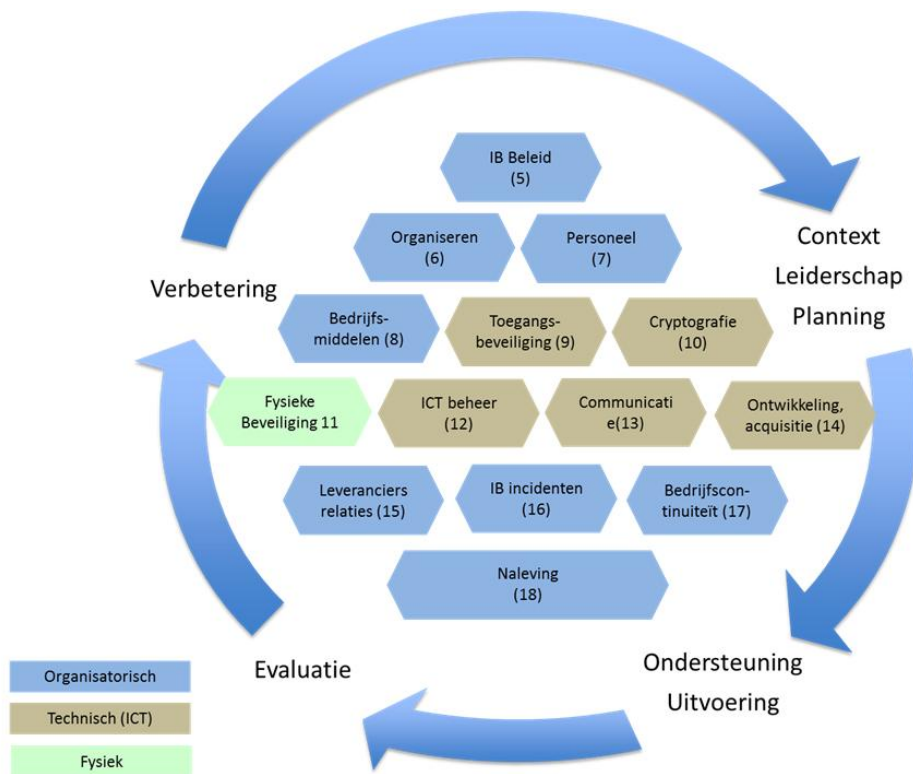 IB Beleid
(5)
Organiseren
(6)
Personeel
(7)
Context
Leiderschap
Planning
Verbetering
Bedrijfs-
middelen (8)
Toegangs-
beveiliging (9)
Cryptografie
(10)
Fysieke
Beveiliging 11
ICT beheer
(12)
Communicati
e(13)
Ontwikkeling,
acquisitie (14)
Leveranciers
relaties (15)
IB incidenten
(16)
Bedrijfscon-
tinuiteït (17)
Naleving
(18)
Evaluatie
Ondersteuning
Uitvoering
Organisatorisch
Technisch (ICT)
Fysiek